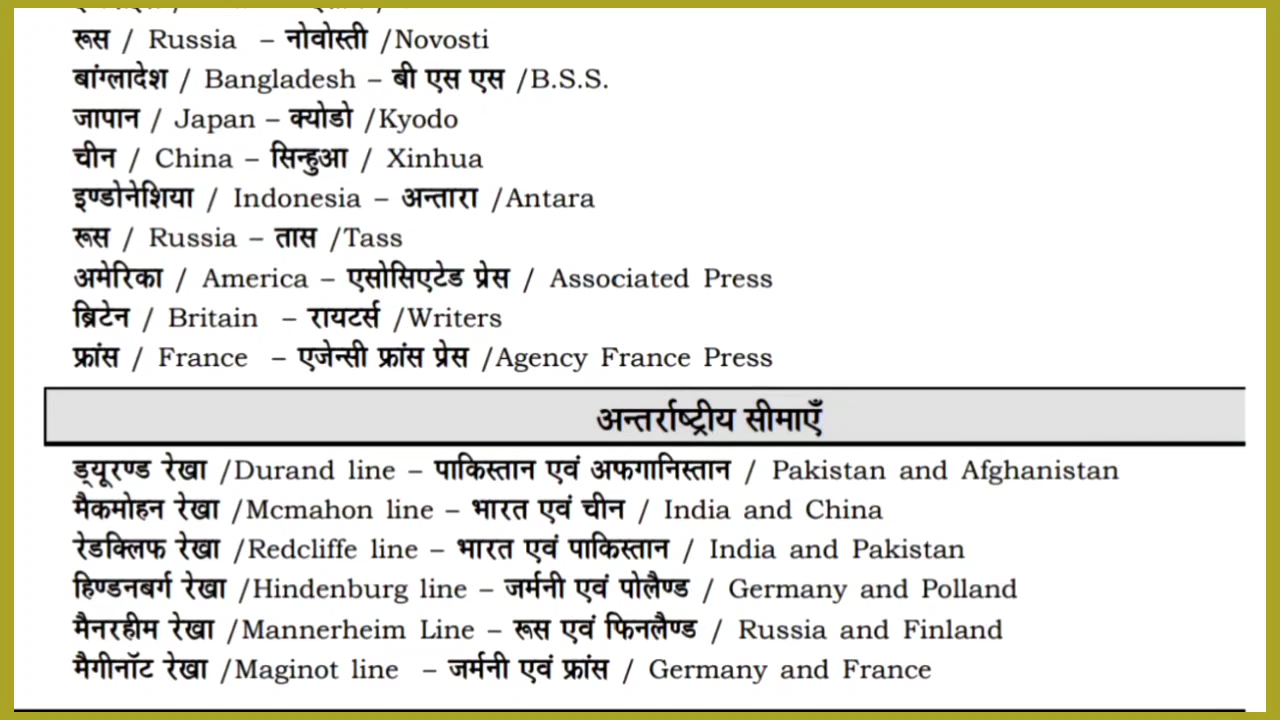 रूस / Russia – नोवोस्ती /Novosti
बांग्लादेश / Bangladesh – बी एस एस /B.S.S.
जापान / Japan – क्योडो /Kyodo
चीन / China – सिन्हुआ / Xinhua
इण्डोनेशिया / Indonesia – अन्तारा /Antara
रूस / Russia – तास /Tass
अमेरिका / America – एसोसिएटेड प्रेस / Associated Press
ब्रिटेन / Britain – रायटर्स /Writers
फ्रांस / France – एजेन्सी फ्रांस प्रेस /Agency France Press
अन्तर्राष्ट्रीय सीमाएँ
ड्यूरण्ड रेखा /Durand line – पाकिस्तान एवं अफगानिस्तान / Pakistan and Afghanistan
मैकमोहन रेखा /Mcmahon line – भारत एवं चीन / India and China
रेडक्लिफ रेखा /Redcliffe line – भारत एवं पाकिस्तान / India and Pakistan
हिण्डनबर्ग रेखा /Hindenburg line – जर्मनी एवं पोलैण्ड / Germany and Polland
मैनरहीम रेखा /Mannerheim Line – रूस एवं फिनलैण्ड / Russia and Finland
मैगीनॉट रेखा /Maginot line – जर्मनी एवं फ्रांस / Germany and France